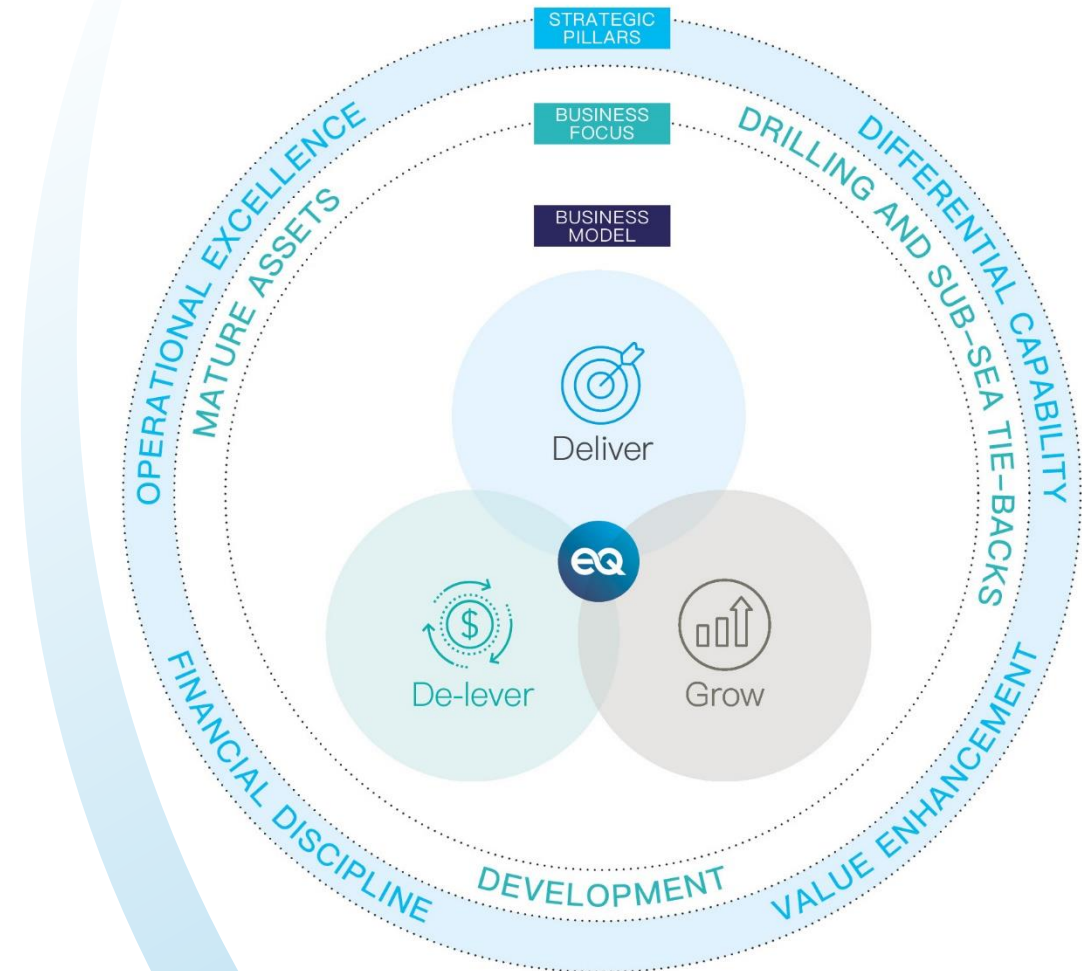 STRATEGIC
PILLARS
OPERATIONAL EXCELLENCE
DIFFERENTIAL CAPABILITY
FINANCIAL DISCIPLINE
VALUE ENHANCEMENT
BUSINESS
FOCUS
MATURE ASSETS
DRILLING AND SUB-SEA TIE-BACKS
DEVELOPMENT
BUSINESS
MODEL
Deliver
eQ
$
De-lever
Grow